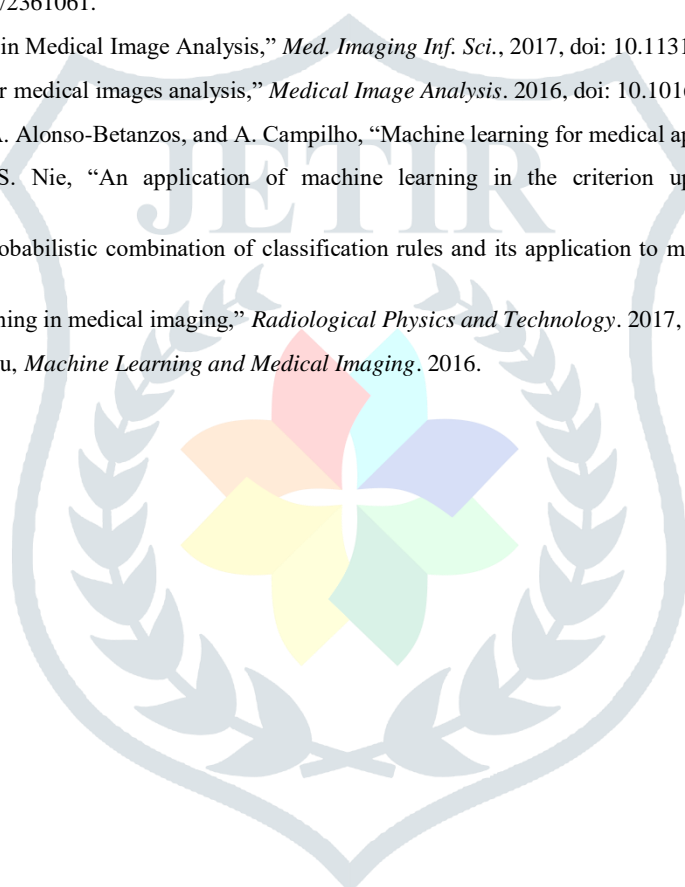 /2361061.
in Medical Image Analysis,” Med. Imaging Inf. Sci., 2017, doi: 10.1131
r medical images analysis,” Medical Image Analysis. 2016, doi: 10.1016
A. Alonso-Betanzos, and A. Campilho, “Machine learning for medical ap
S. Nie, “An application of machine learning in the criterion up
JETIR
obabilistic combination of classification rules and its application to m
ning in medical imaging,” Radiological Physics and Technology. 2017,
u, Machine Learning and Medical Imaging. 2016.